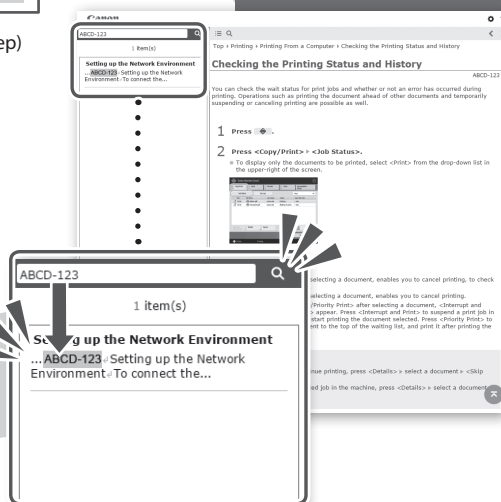 ep)
Canon
ABCD-123
1 item(s)
Setting up the Network Environment
...ABCD-123↵Setting up the Network
Environment↵To connect the...
Top › Printing › Printing From a Computer › Checking the Printing Status and History
Checking the Printing Status and History
ABCD-123
You can check the wait status for print jobs and whether or not an error has occurred during
printing. Operations such as printing the document ahead of other documents and temporarily
suspending or canceling printing are possible as well.
1 Press .
2 Press <Copy/Print> ▸ <Job Status>.
To display only the documents to be printed, select <Print> from the drop-down list in
the upper-right of the screen.
selecting a document, enables you to cancel printing, to check
selecting a document, enables you to cancel printing.
/Priority Print> after selecting a document, <Interrupt and
> appear. Press <Interrupt and Print> to suspend a print job in
start printing the document selected. Press <Priority Print> to
ent to the top of the waiting list, and print it after printing the
nue printing, press <Details> ▸ select a document ▸ <Skip
ed job in the machine, press <Details> ▸ select a document
ABCD-123
1 item(s)
Setting up the Network Environment
...ABCD-123↵Setting up the Network
Environment↵To connect the...